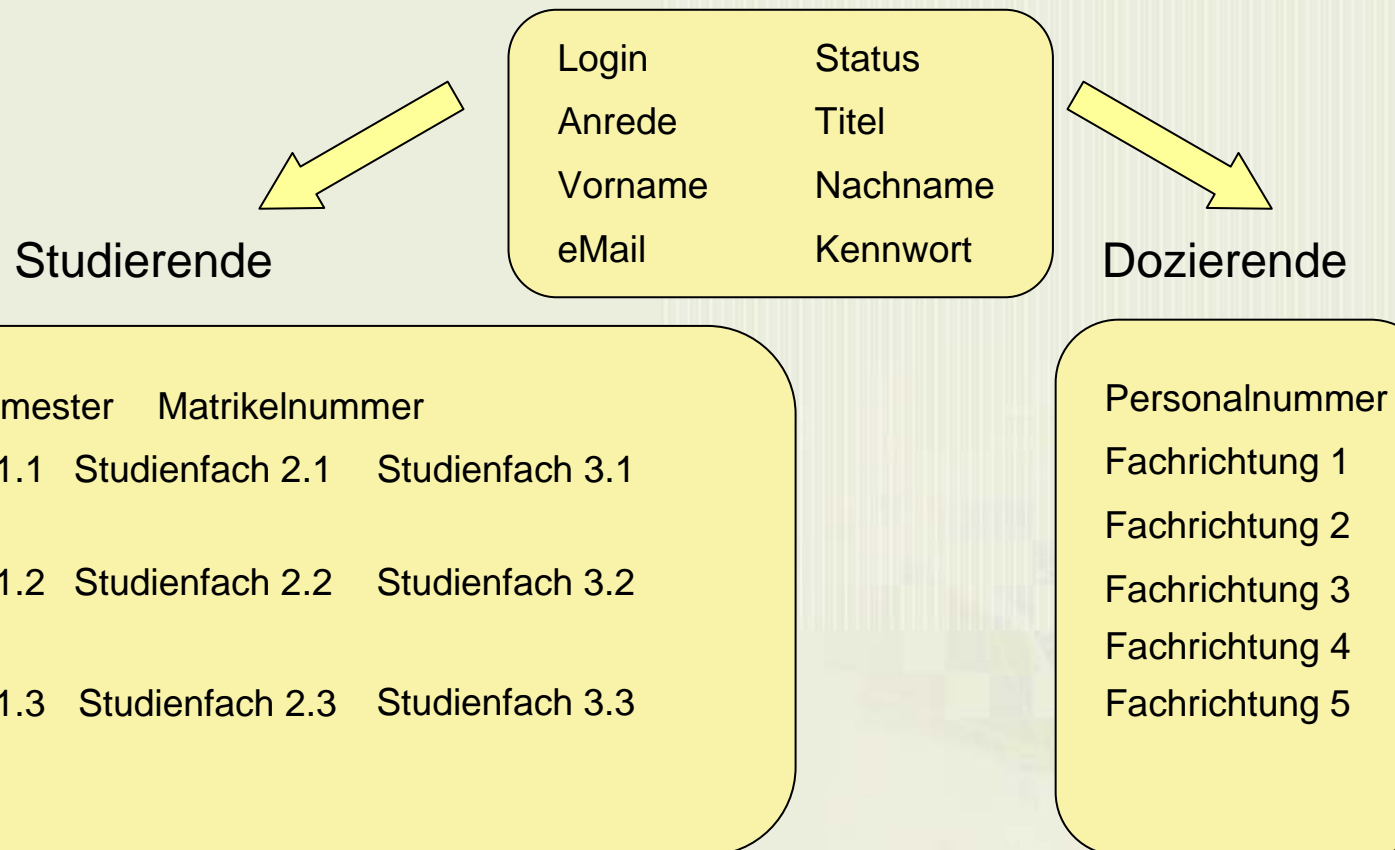 Login Status
Anrede Titel
Vorname Nachname
eMail Kennwort
Studierende
Dozierende
mester Matrikelnummer
1.1 Studienfach 2.1 Studienfach 3.1
1.2 Studienfach 2.2 Studienfach 3.2
1.3 Studienfach 2.3 Studienfach 3.3
Personalnummer
Fachrichtung 1
Fachrichtung 2
Fachrichtung 3
Fachrichtung 4
Fachrichtung 5